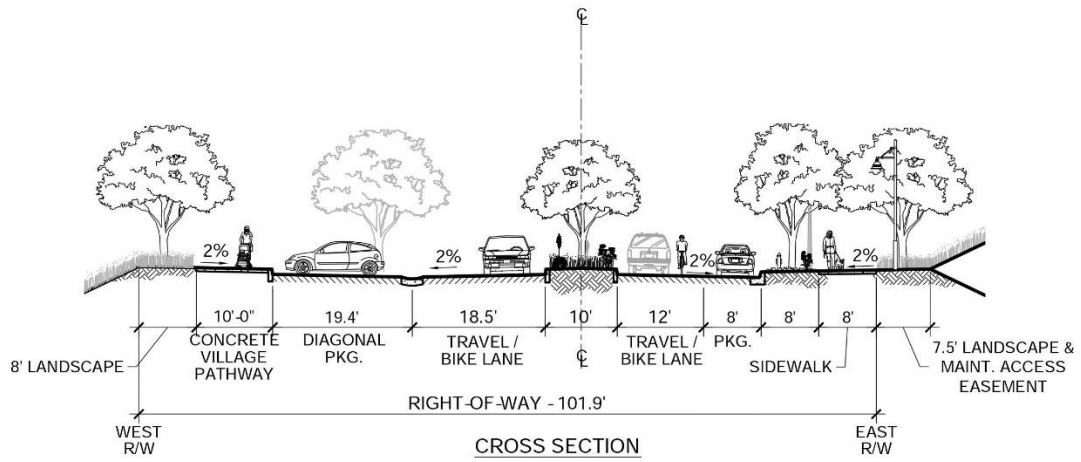 ℄
2%
2%
2%
2%
10'-0"
19.4'
18.5'
10'
12'
8'
8'
8'
CONCRETE
VILLAGE
PATHWAY
DIAGONAL
PKG.
TRAVEL /
BIKE LANE
℄
TRAVEL /
BIKE LANE
PKG.
8' LANDSCAPE
SIDEWALK
7.5' LANDSCAPE &
MAINT. ACCESS
EASEMENT
RIGHT-OF-WAY - 101.9'
WEST
R/W
EAST
R/W
CROSS SECTION